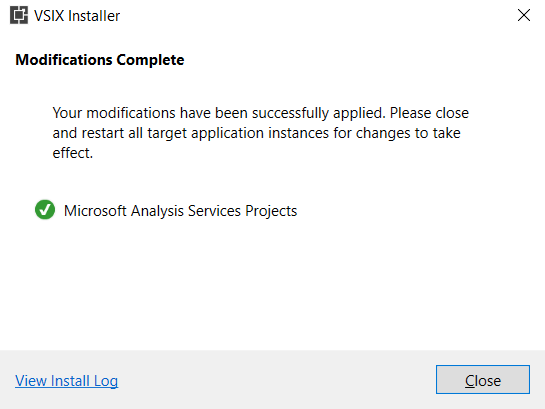 VSIX Installer
Modifications Complete
Your modifications have been successfully applied. Please close
and restart all target application instances for changes to take
effect.
Microsoft Analysis Services Projects
View Install Log
Close